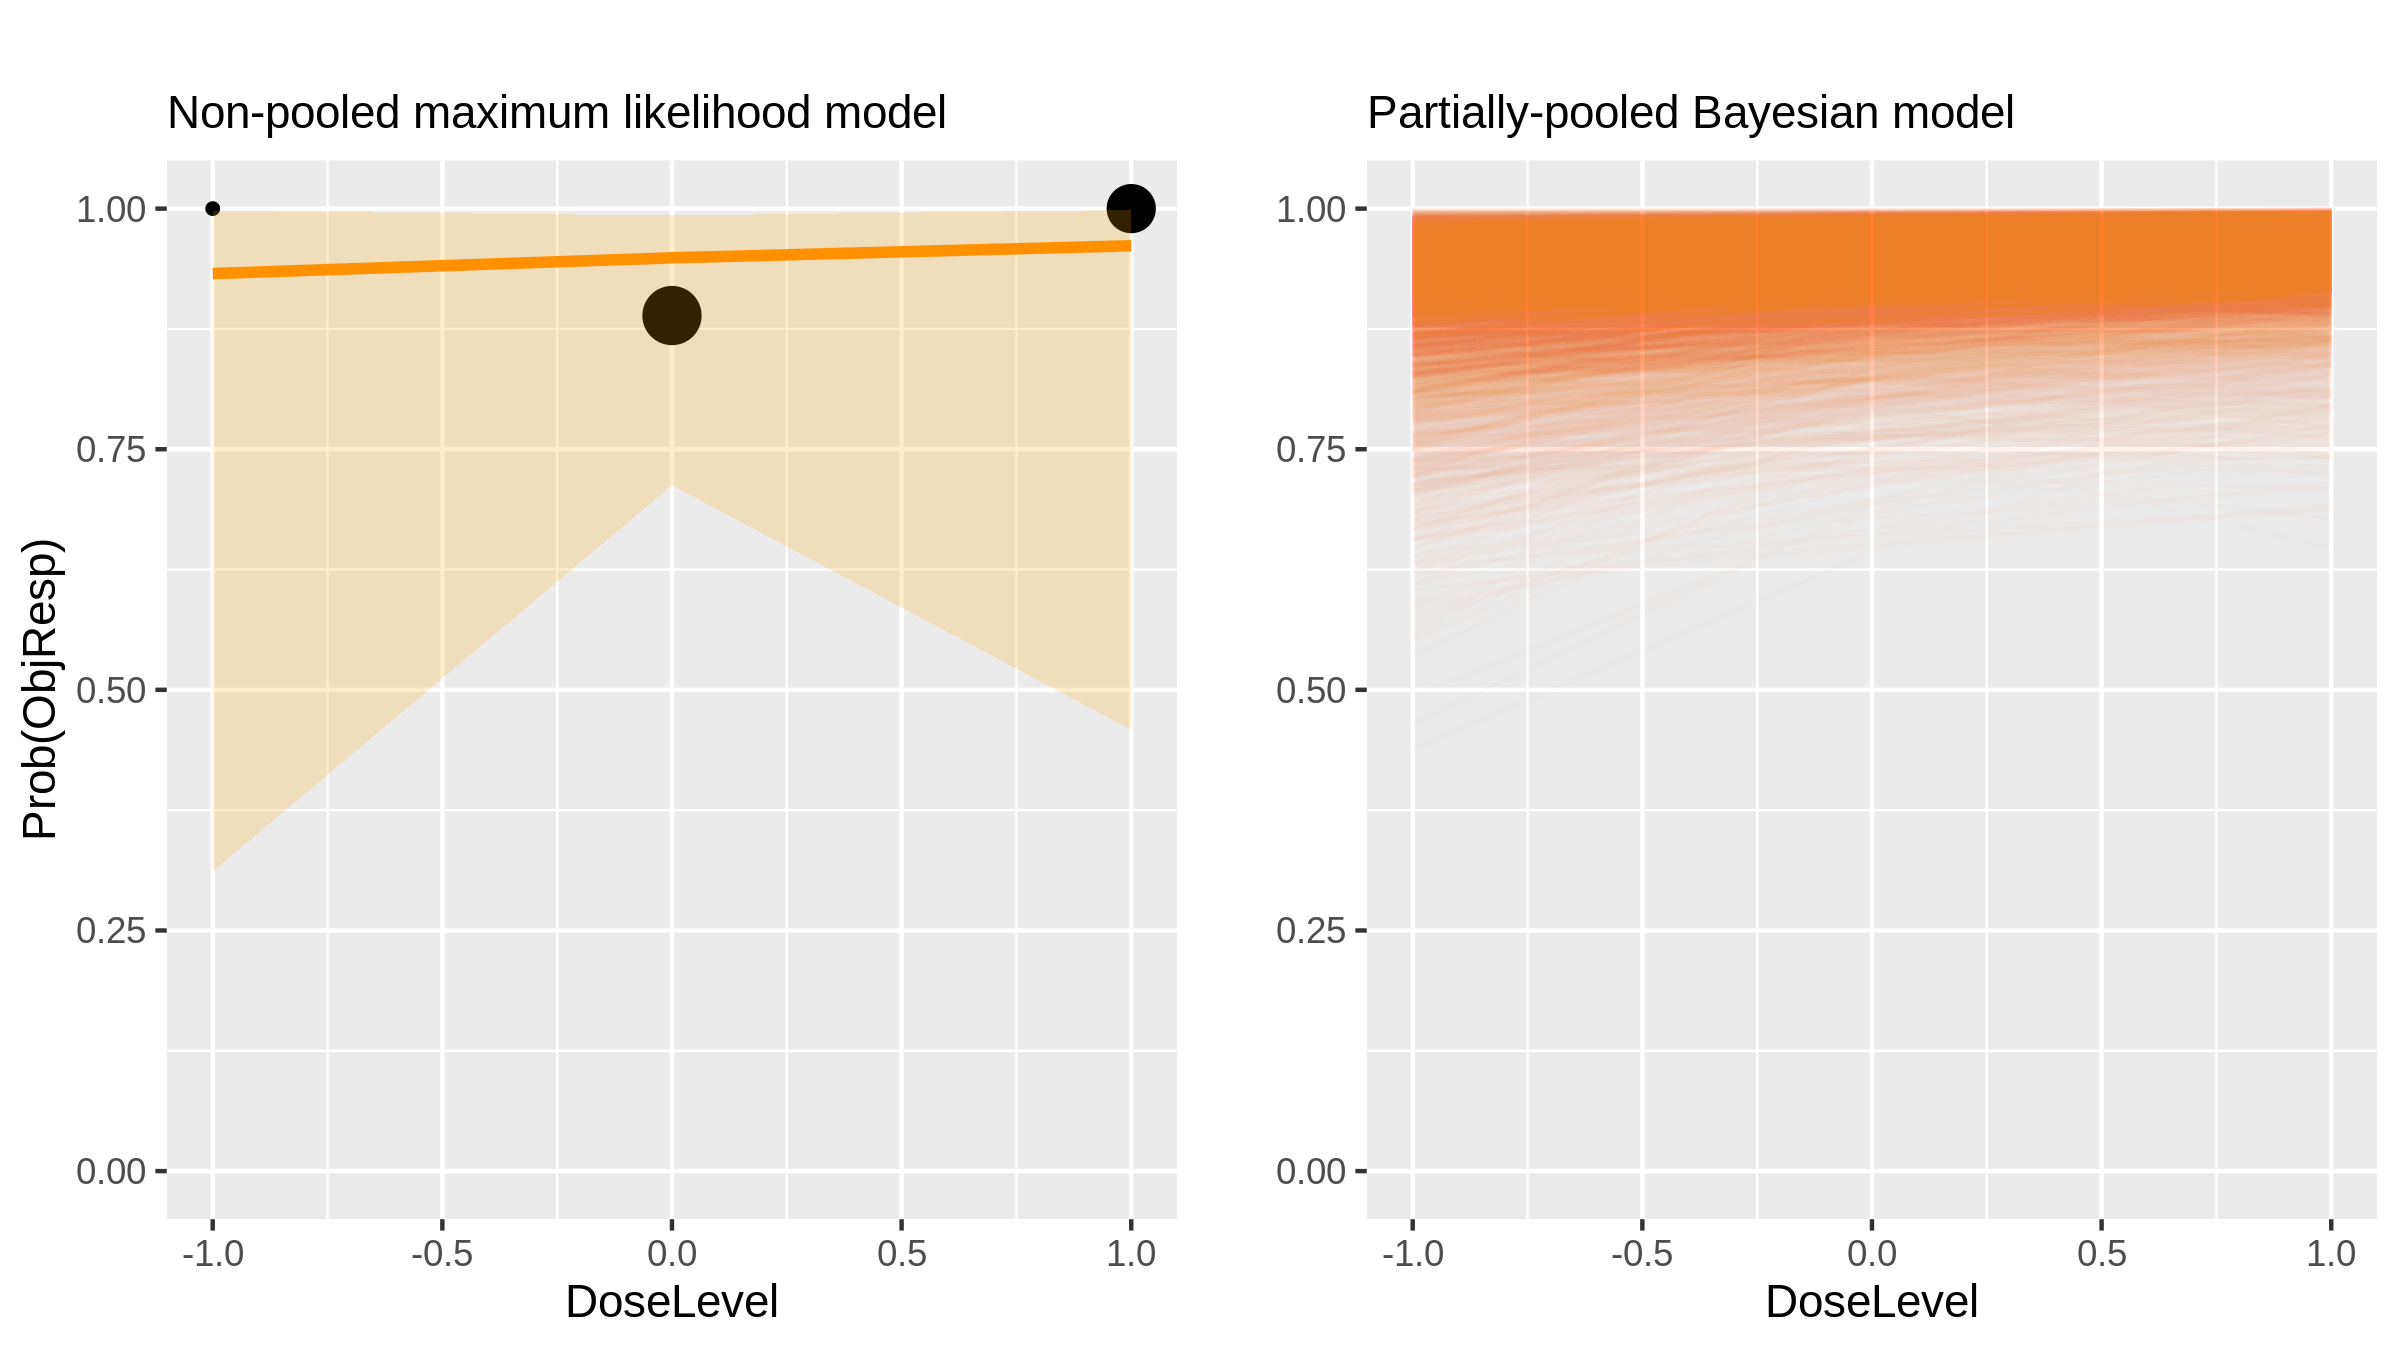 Non-pooled maximum likelihood model
Prob(ObjResp)
1.00
0.75
0.50
0.25
0.00
-1.0 -0.5 0.0 0.5 1.0
DoseLevel
Partially-pooled Bayesian model
1.00
0.75
0.50
0.25
0.00
-1.0 -0.5 0.0 0.5 1.0
DoseLevel